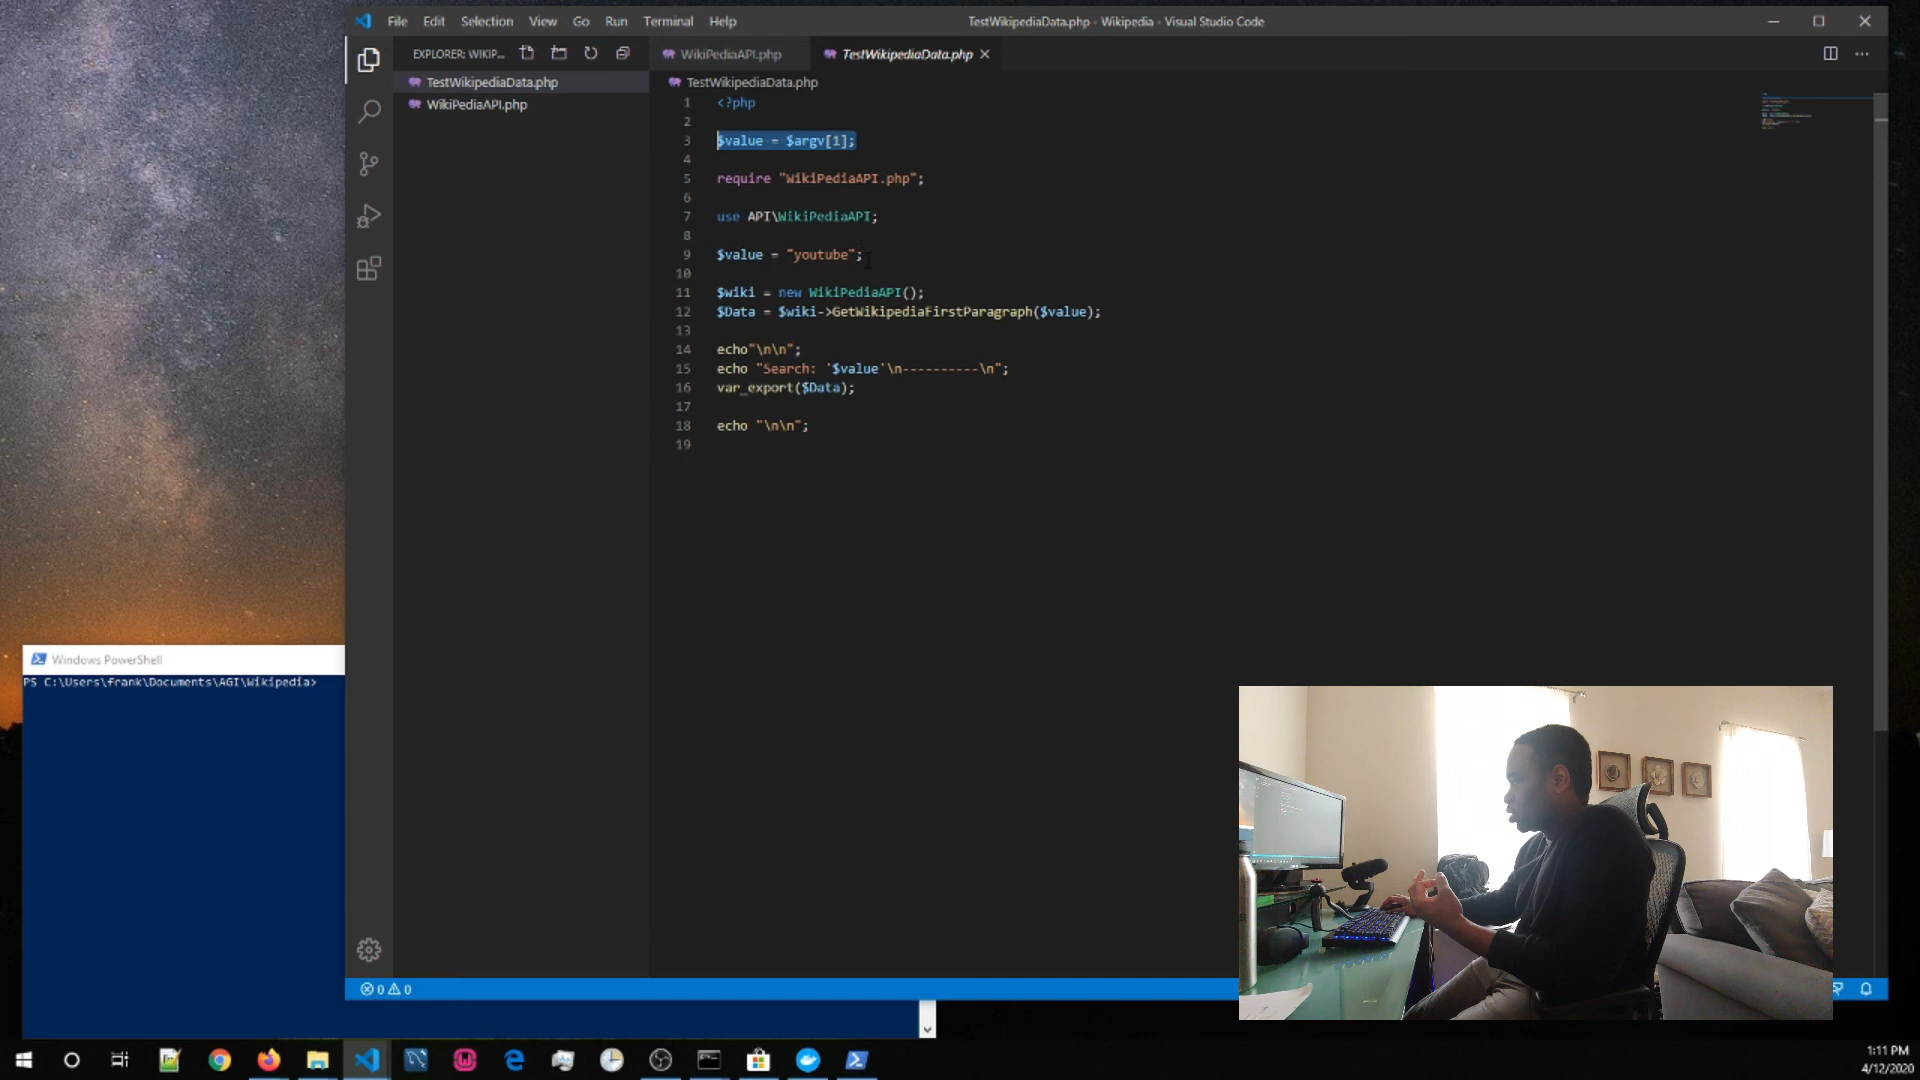 File Edit Selection View Go Run Terminal Help
TestWikipediaData.php - Wikipedia - Visual Studio Code
EXPLORER: WIKIP...
TestWikipediaData.php
WikiPediaAPI.php
WikiPediaAPI.php
TestWikipediaData.php
TestWikipediaData.php
1 <?php
2
3 $value = $argv[1];
4
5 require "WikiPediaAPI.php";
6
7 use API\WikiPediaAPI;
8
9 $value = "youtube";
10
11 $wiki = new WikiPediaAPI();
12 $Data = $wiki->GetWikipediaFirstParagraph($value);
13
14 echo"\n\n";
15 echo "Search: '$value'\n----------\n";
16 var_export($Data);
17
18 echo "\n\n";
19
Windows PowerShell
PS C:\Users\frank\Documents\AGI\Wikipedia>
0 0
1:11 PM
4/12/2020